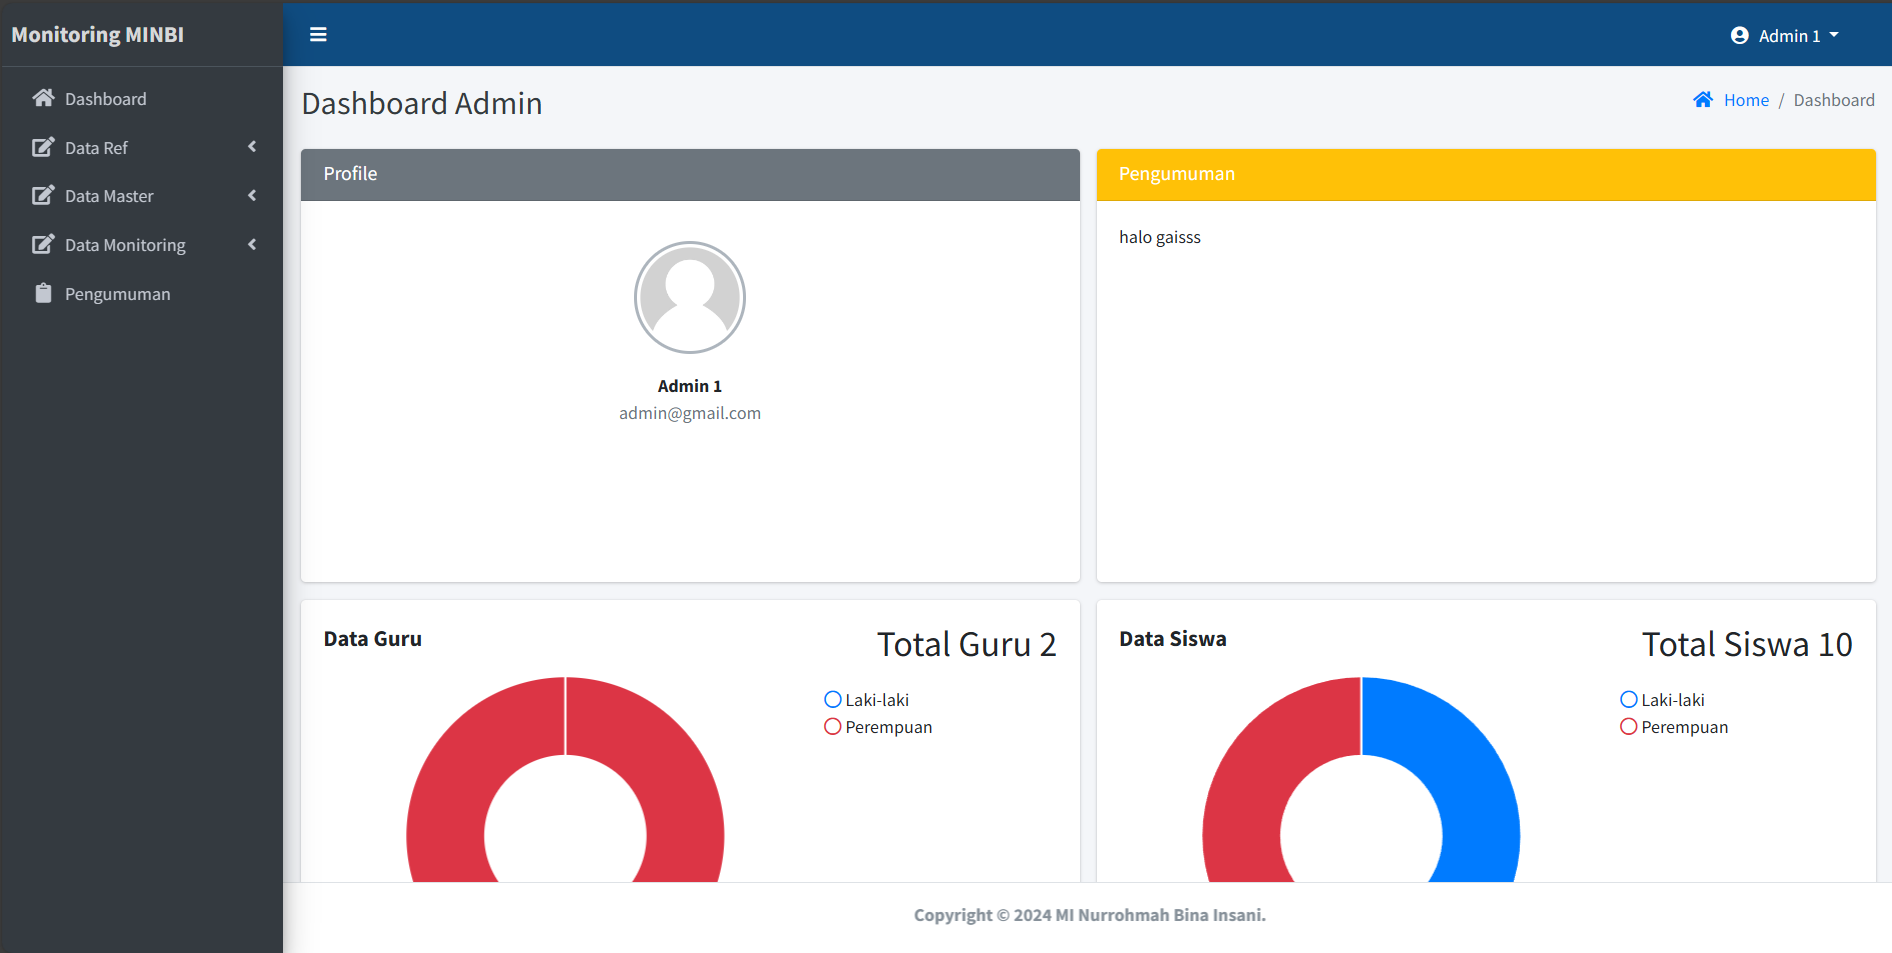 Monitoring MINBI
Admin 1
Dashboard
Data Ref
Data Master
Data Monitoring
Pengumuman
Dashboard Admin
Home / Dashboard
Profile
Admin 1
admin@gmail.com
Pengumuman
halo gaisss
Data Guru
Total Guru 2
Laki-laki
Perempuan
Data Siswa
Total Siswa 10
Laki-laki
Perempuan
Copyright © 2024 MI Nurrohmah Bina Insani.